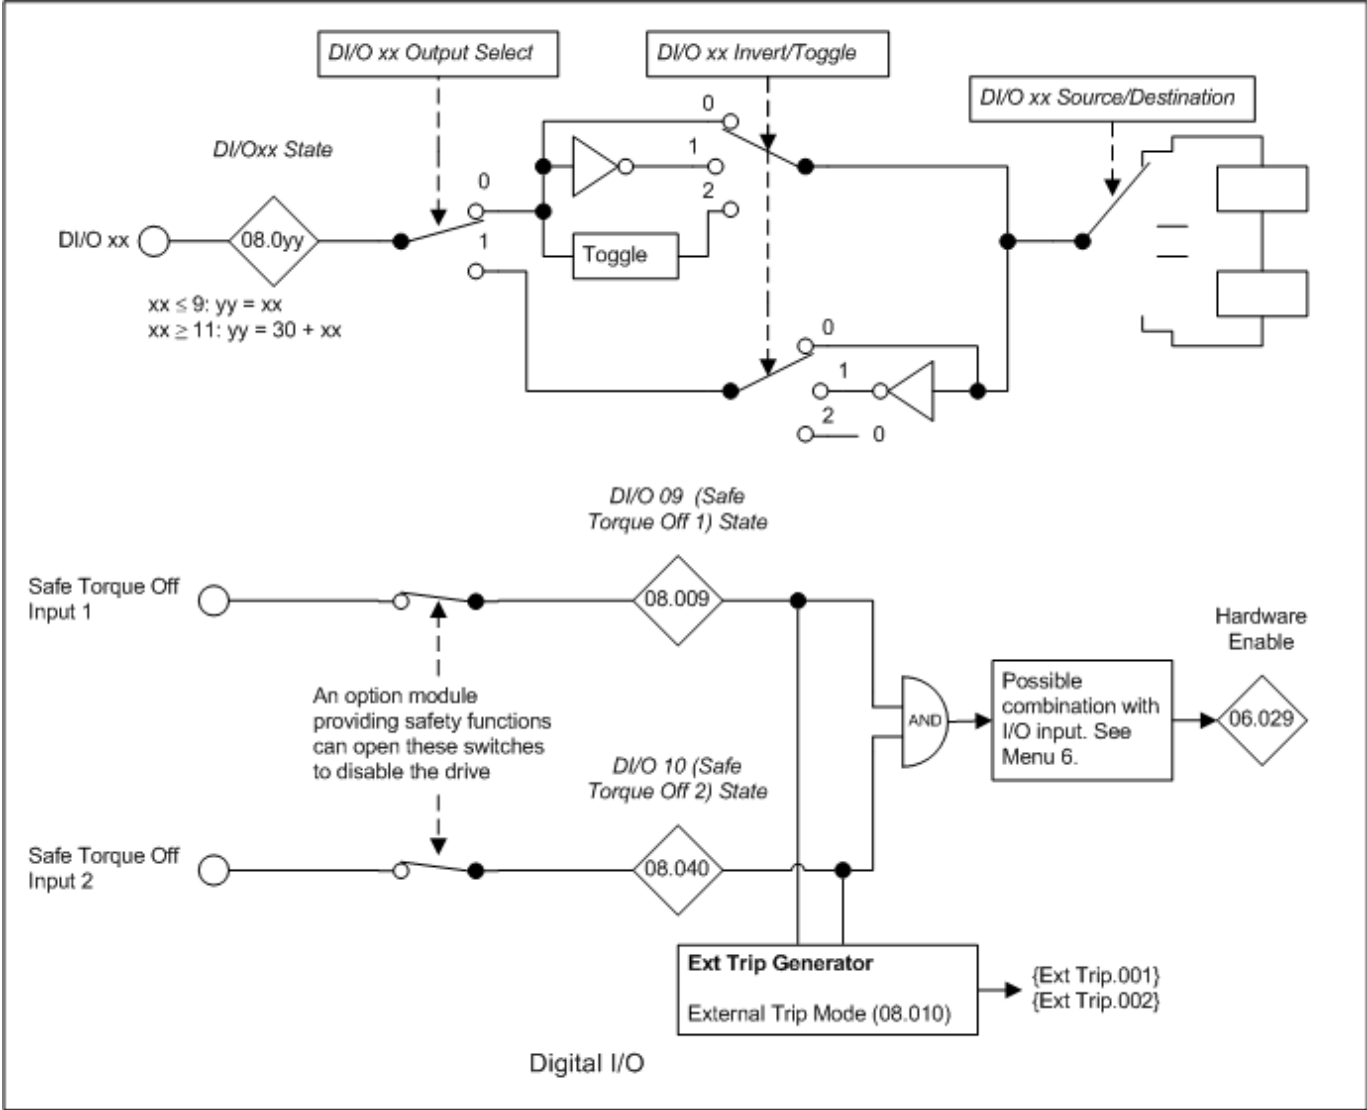 DI/O xx Output Select
DI/O xx Invert/Toggle
DI/O xx Source/Destination
DI/Oxx State
0
1
2
0
1
DI/O xx
08.0yy
Toggle
xx ≤ 9: yy = xx
xx ≥ 11: yy = 30 + xx
0
1
2
0
DI/O 09 (Safe
Torque Off 1) State
Safe Torque Off
Input 1
08.009
Hardware
Enable
An option module
providing safety functions
can open these switches
to disable the drive
AND
Possible
combination with
I/O input. See
Menu 6.
06.029
DI/O 10 (Safe
Torque Off 2) State
Safe Torque Off
Input 2
08.040
Ext Trip Generator
External Trip Mode (08.010)
{Ext Trip.001}
{Ext Trip.002}
Digital I/O